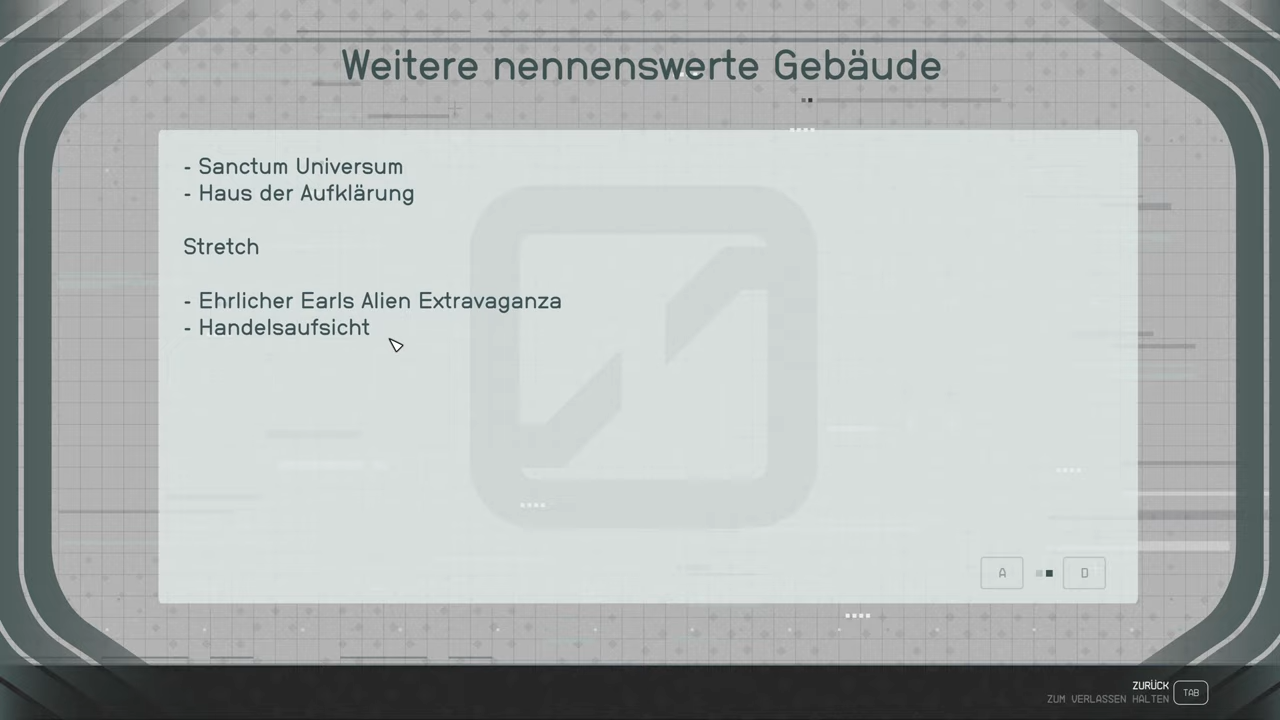 Weitere nennenswerte Gebäude
- Sanctum Universum
- Haus der Aufklärung
Stretch
- Ehrlicher Earls Alien Extravaganza
- Handelsaufsicht
A D
ZURÜCK
ZUM VERLASSEN HALTEN TAB